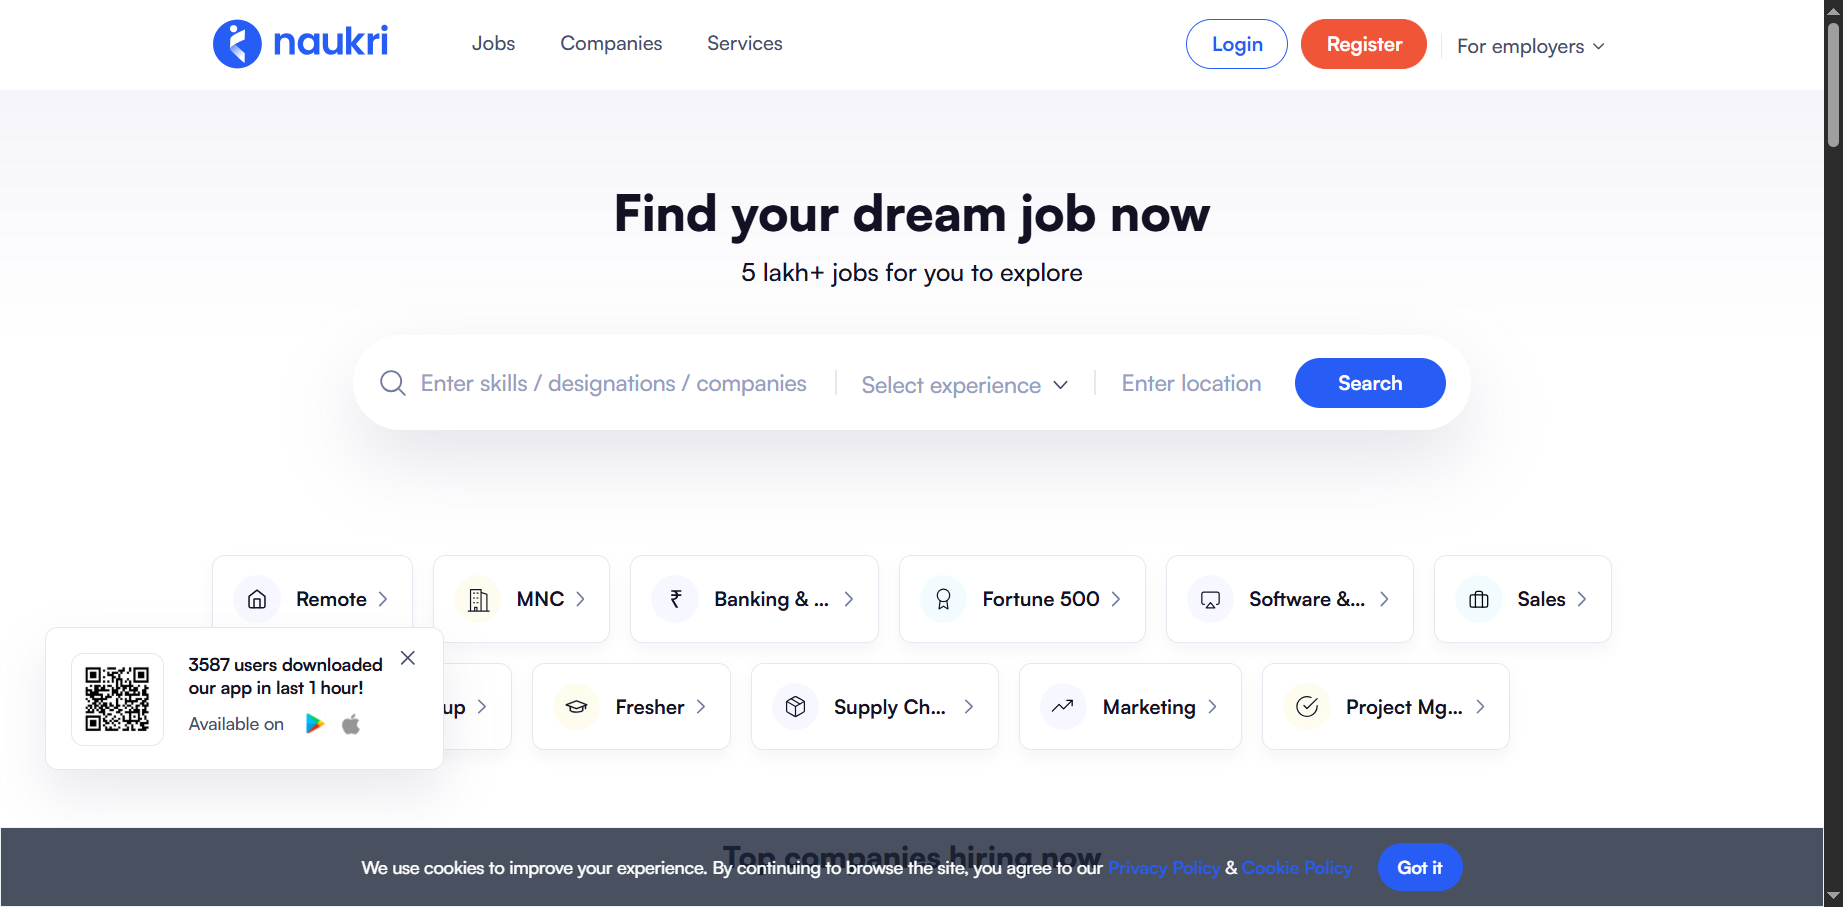 naukri
Jobs Companies Services
Login Register For employers
Find your dream job now
5 lakh+ jobs for you to explore
Enter skills / designations / companies Select experience Enter location Search
Remote MNC Banking & ... Fortune 500 Software &... Sales
3587 users downloaded
our app in last 1 hour!
Available on
up Fresher Supply Ch... Marketing Project Mg...
Top companies hiring now
We use cookies to improve your experience. By continuing to browse the site, you agree to our Privacy Policy & Cookie Policy Got it